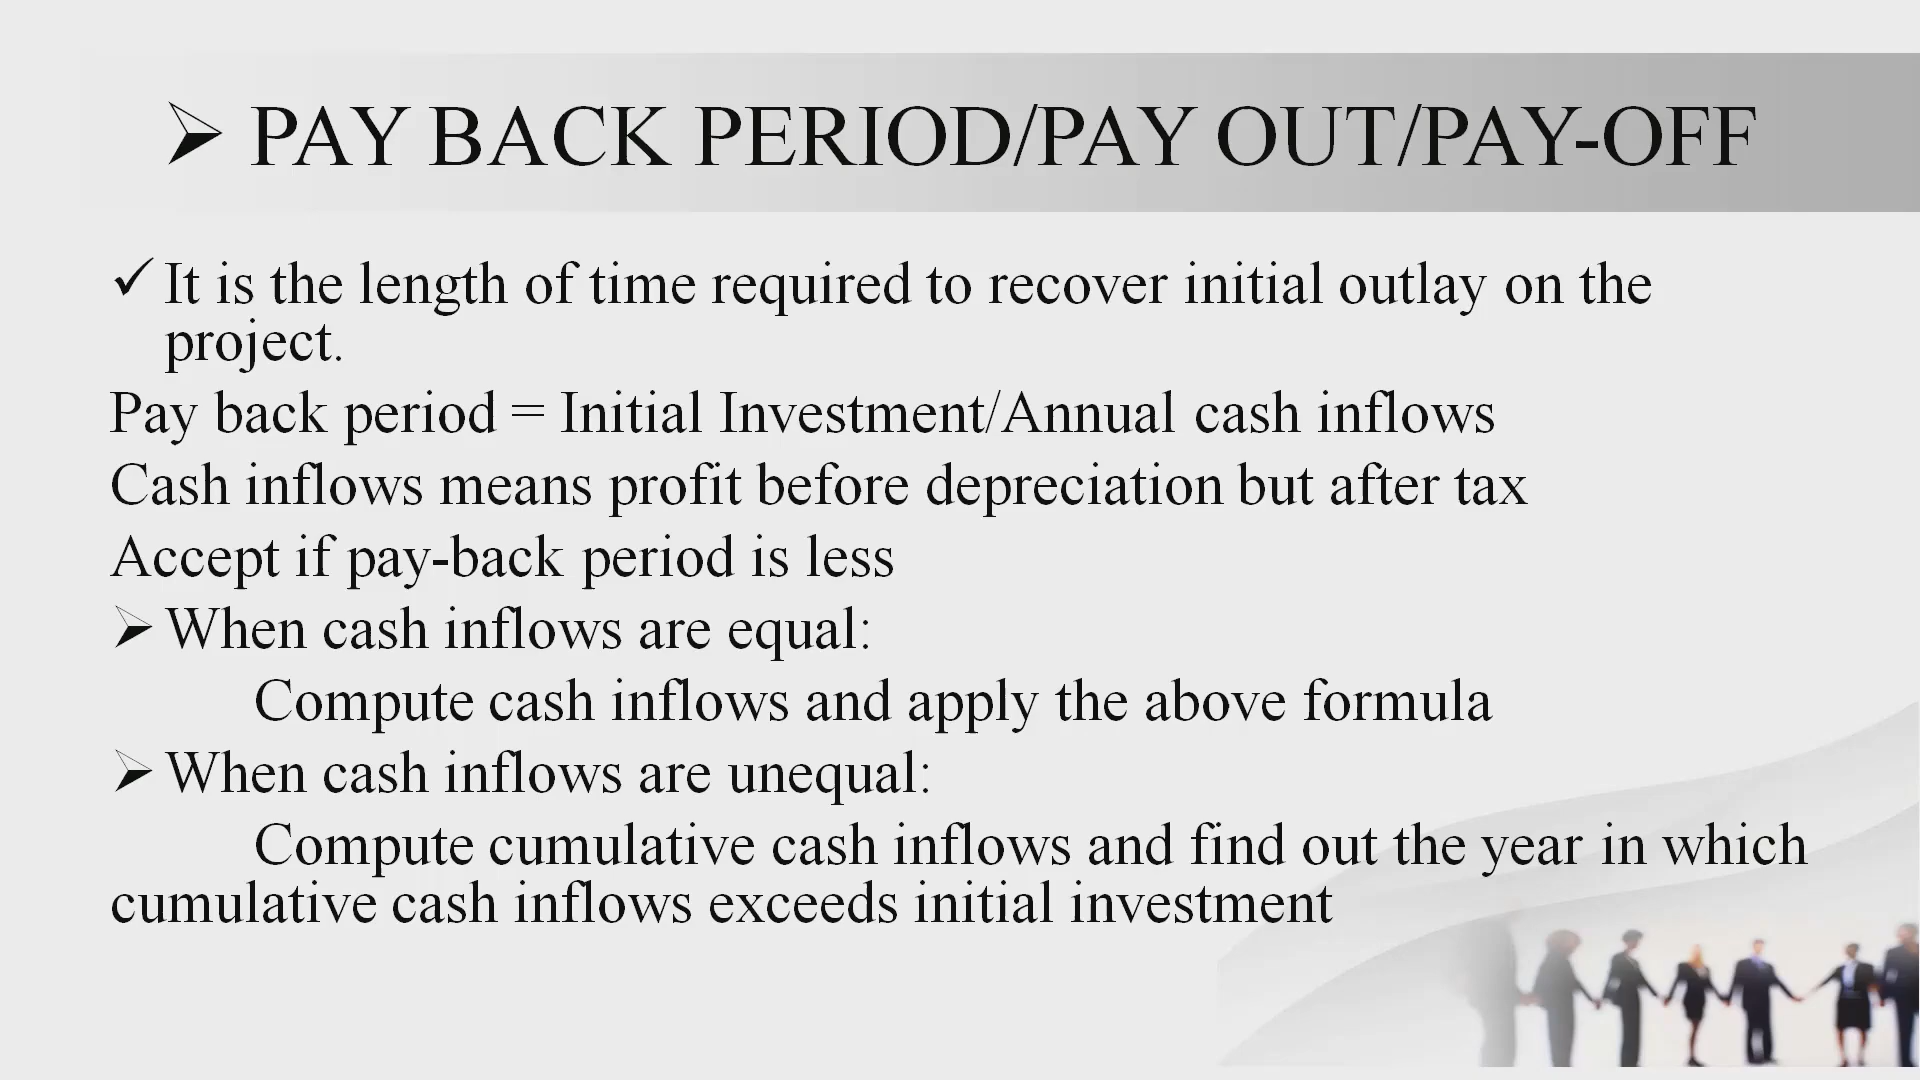 ➢ PAY BACK PERIOD/PAY OUT/PAY-OFF
✓ It is the length of time required to recover initial outlay on the
project.
Pay back period = Initial Investment/Annual cash inflows
Cash inflows means profit before depreciation but after tax
Accept if pay-back period is less
➢ When cash inflows are equal:
Compute cash inflows and apply the above formula
➢ When cash inflows are unequal:
Compute cumulative cash inflows and find out the year in which
cumulative cash inflows exceeds initial investment